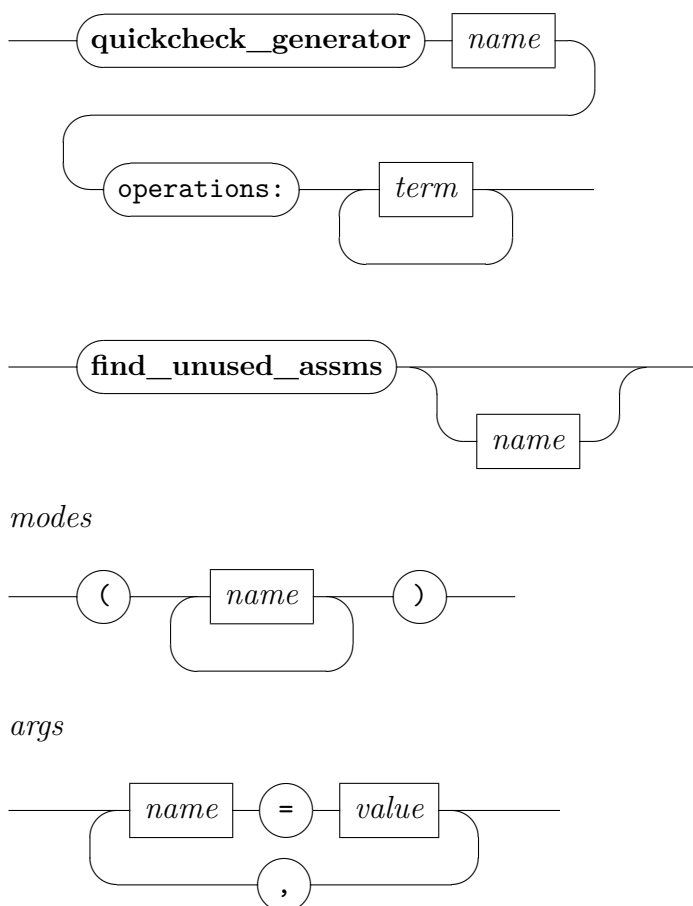 quickcheck_generator name
operations: term
find_unused_assms
name
modes
( name )
args
name = value
,